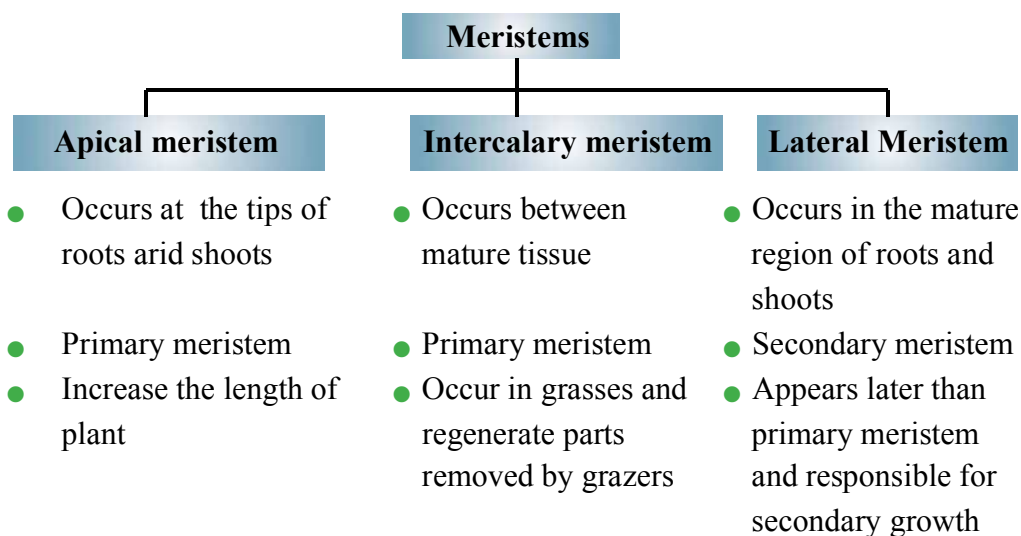 Meristems
Apical meristem
Occurs at the tips of
roots arid shoots
Primary meristem
Increase the length of
plant
Intercalary meristem
Occurs between
mature tissue
Primary meristem
Occur in grasses and
regenerate parts
removed by grazers
Lateral Meristem
Occurs in the mature
region of roots and
shoots
Secondary meristem
Appears later than
primary meristem
and responsible for
secondary growth